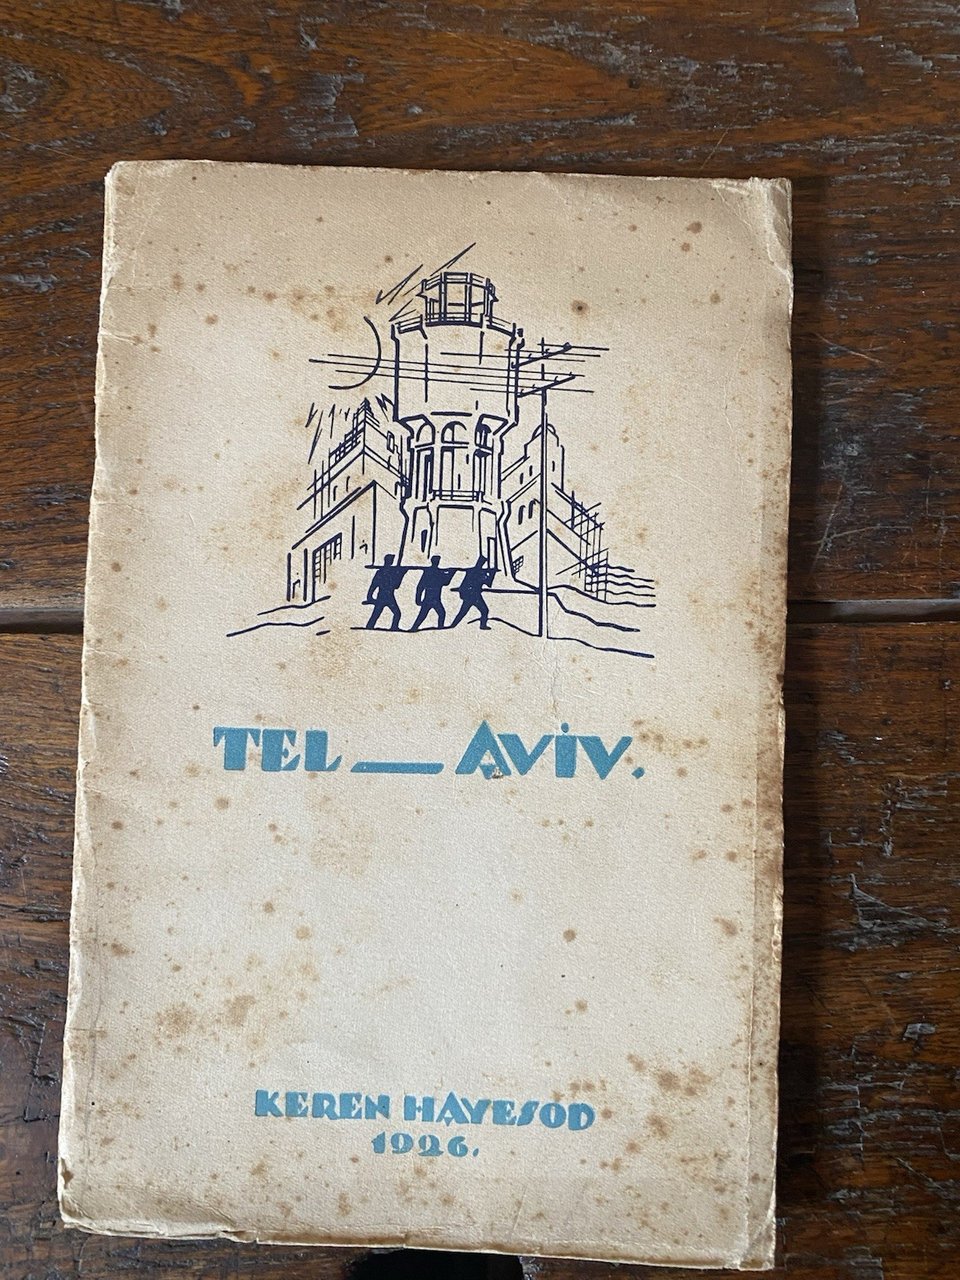 TEL — AVIV.
KEREN HAYESOD
1926.